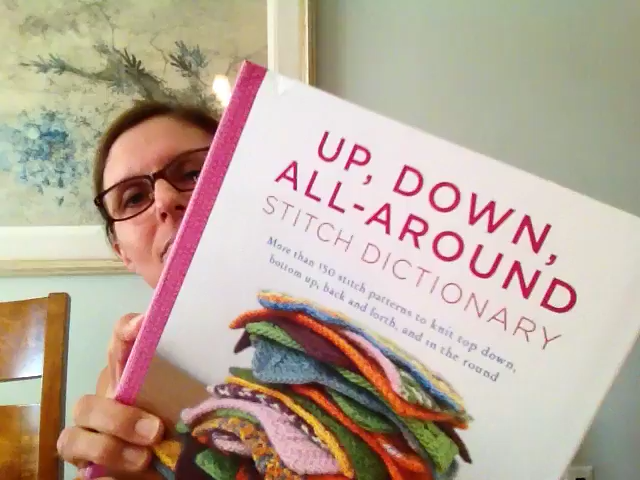 UP, DOWN,
ALL-AROUND
STITCH DICTIONARY
More than 150 stitch patterns to knit top down,
bottom up, back and forth, and in the round